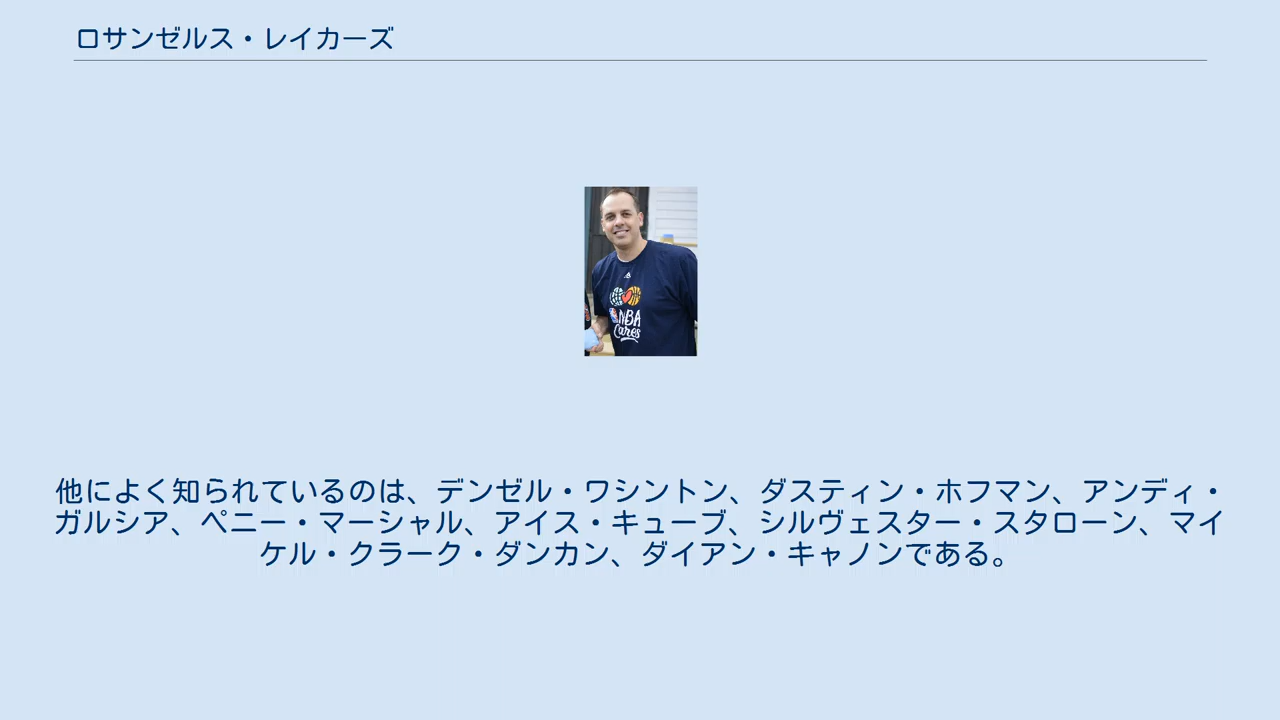 ロサンゼルス・レイカーズ
NBA
Cares
他によく知られているのは、デンゼル・ワシントン、ダスティン・ホフマン、アンディ・
ガルシア、ペニー・マーシャル、アイス・キューブ、シルヴェスター・スタローン、マイ
ケル・クラーク・ダンカン、ダイアン・キャノンである。